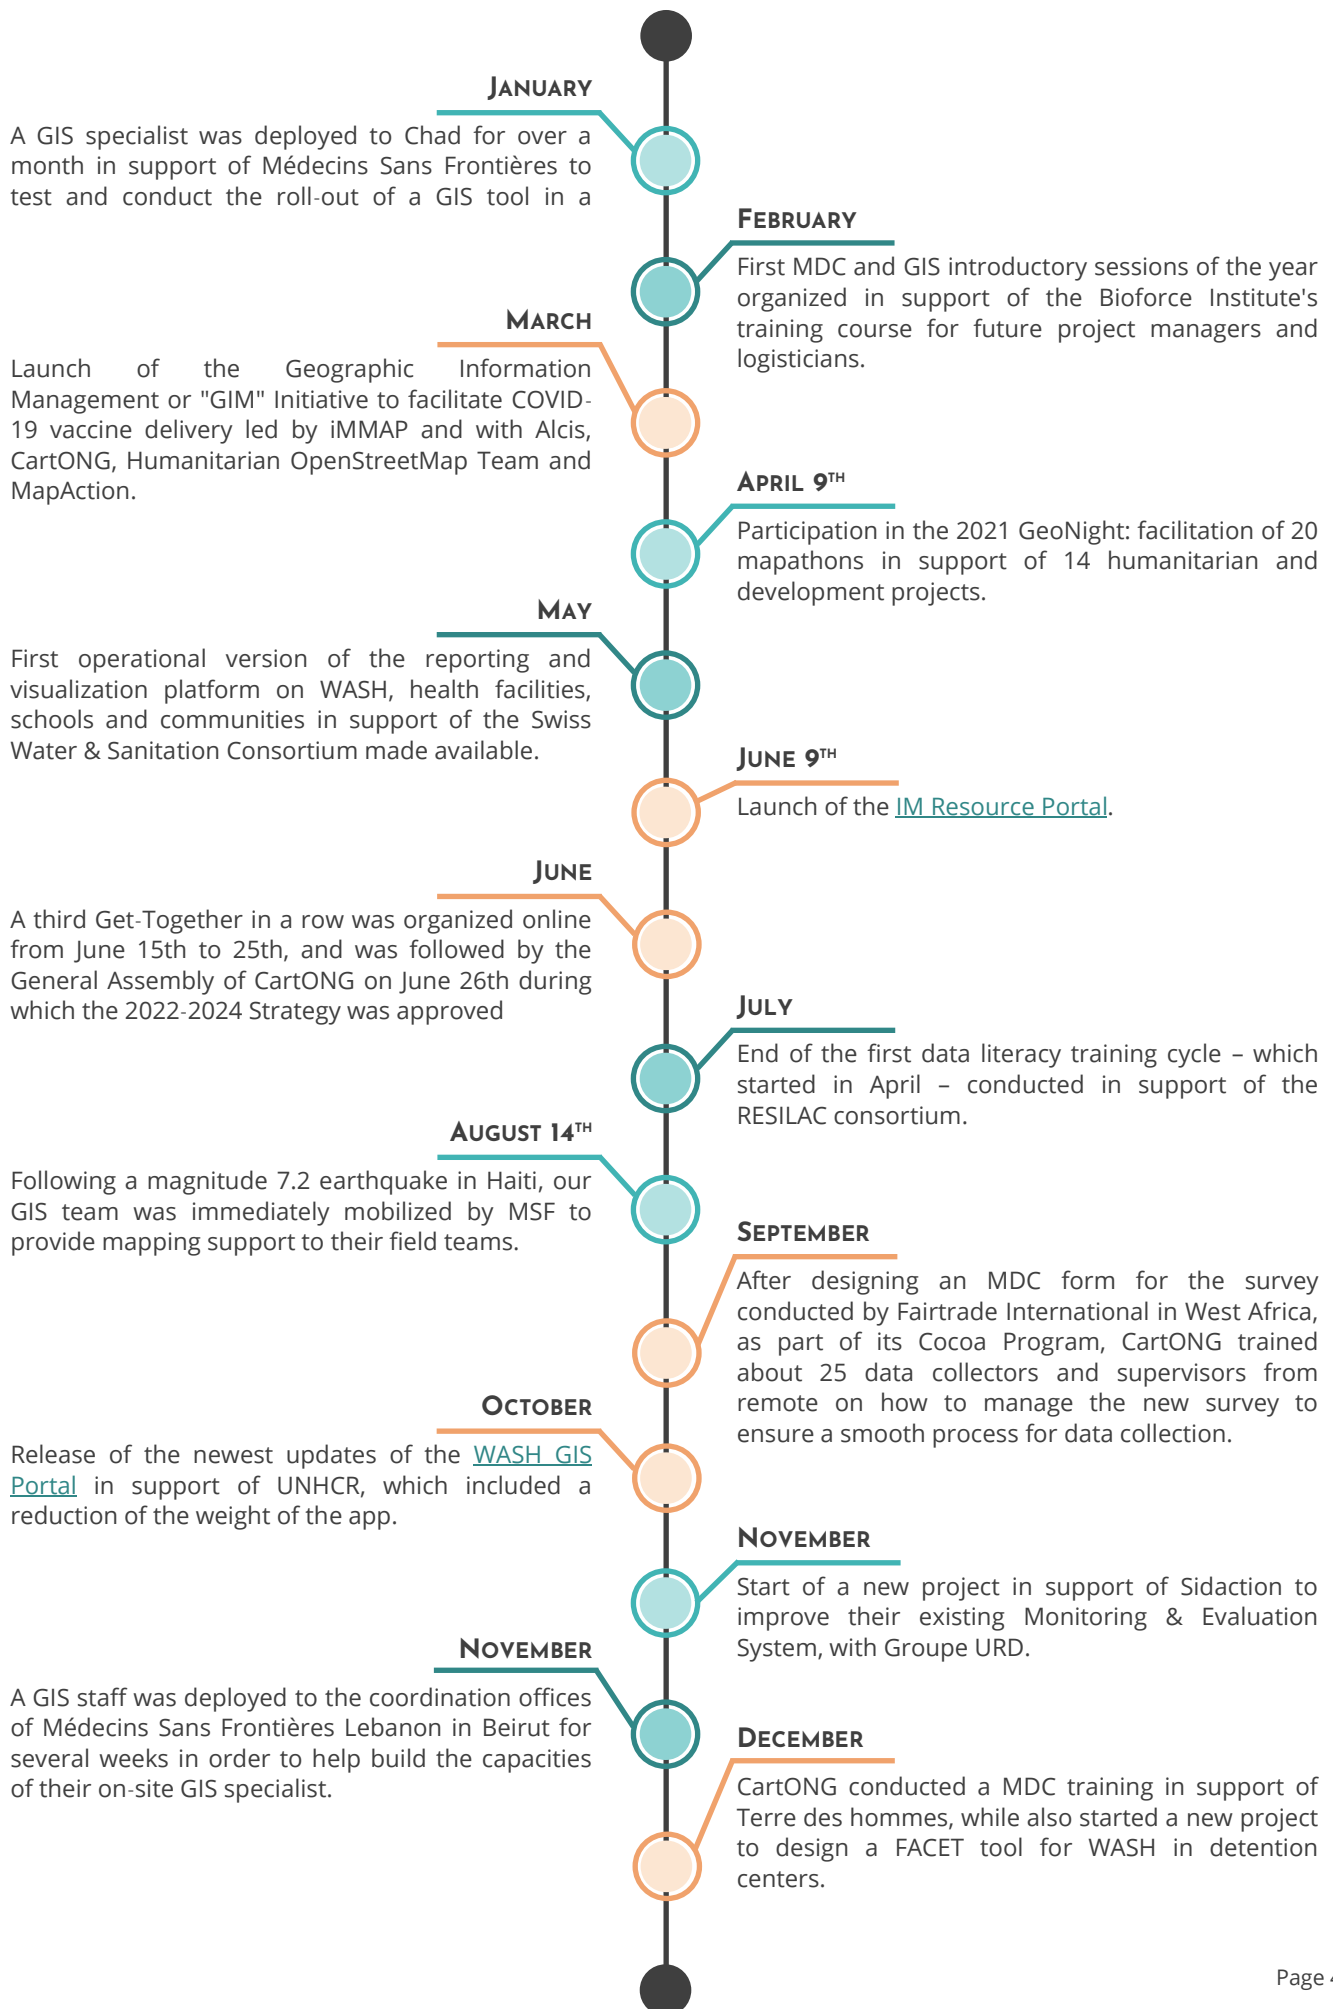 JANUARY
A GIS specialist was deployed to Chad for over a
month in support of Médecins Sans Frontières to
test and conduct the roll-out of a GIS tool in a
FEBRUARY
First MDC and GIS introductory sessions of the year
organized in support of the Bioforce Institute's
training course for future project managers and
logisticians.
MARCH
Launch of the Geographic Information
Management or "GIM" Initiative to facilitate COVID-
19 vaccine delivery led by iMMAP and with Alcis,
CartONG, Humanitarian OpenStreetMap Team and
MapAction.
APRIL 9TH
Participation in the 2021 GeoNight: facilitation of 20
mapathons in support of 14 humanitarian and
development projects.
MAY
First operational version of the reporting and
visualization platform on WASH, health facilities,
schools and communities in support of the Swiss
Water & Sanitation Consortium made available.
JUNE 9TH
Launch of the IM Resource Portal.
JUNE
A third Get-Together in a row was organized online
from June 15th to 25th, and was followed by the
General Assembly of CartONG on June 26th during
which the 2022-2024 Strategy was approved
JULY
End of the first data literacy training cycle – which
started in April – conducted in support of the
RESILAC consortium.
AUGUST 14TH
Following a magnitude 7.2 earthquake in Haiti, our
GIS team was immediately mobilized by MSF to
provide mapping support to their field teams.
SEPTEMBER
After designing an MDC form for the survey
conducted by Fairtrade International in West Africa,
as part of its Cocoa Program, CartONG trained
about 25 data collectors and supervisors from
remote on how to manage the new survey to
ensure a smooth process for data collection.
OCTOBER
Release of the newest updates of the WASH GIS
Portal in support of UNHCR, which included a
reduction of the weight of the app.
NOVEMBER
Start of a new project in support of Sidaction to
improve their existing Monitoring & Evaluation
System, with Groupe URD.
NOVEMBER
A GIS staff was deployed to the coordination offices
of Médecins Sans Frontières Lebanon in Beirut for
several weeks in order to help build the capacities
of their on-site GIS specialist.
DECEMBER
CartONG conducted a MDC training in support of
Terre des hommes, while also started a new project
to design a FACET tool for WASH in detention
centers.
Page